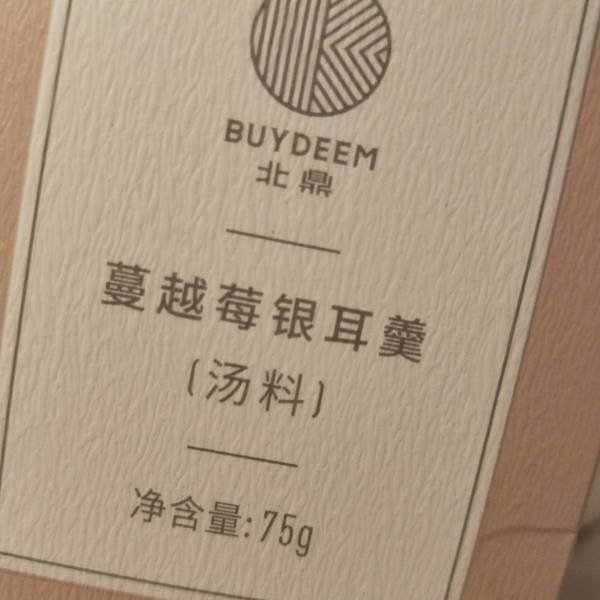 BUYDEEM
北鼎
蔓越莓银耳羹
(汤料)
净含量:75g